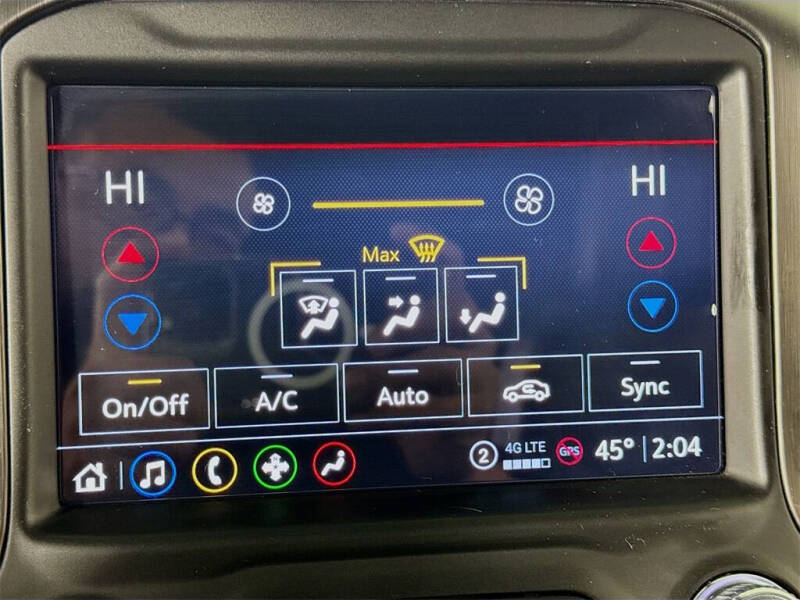 HI
HI
Max
On/Off
A/C
Auto
Sync
2
4G LTE
GPS
45° 2:04